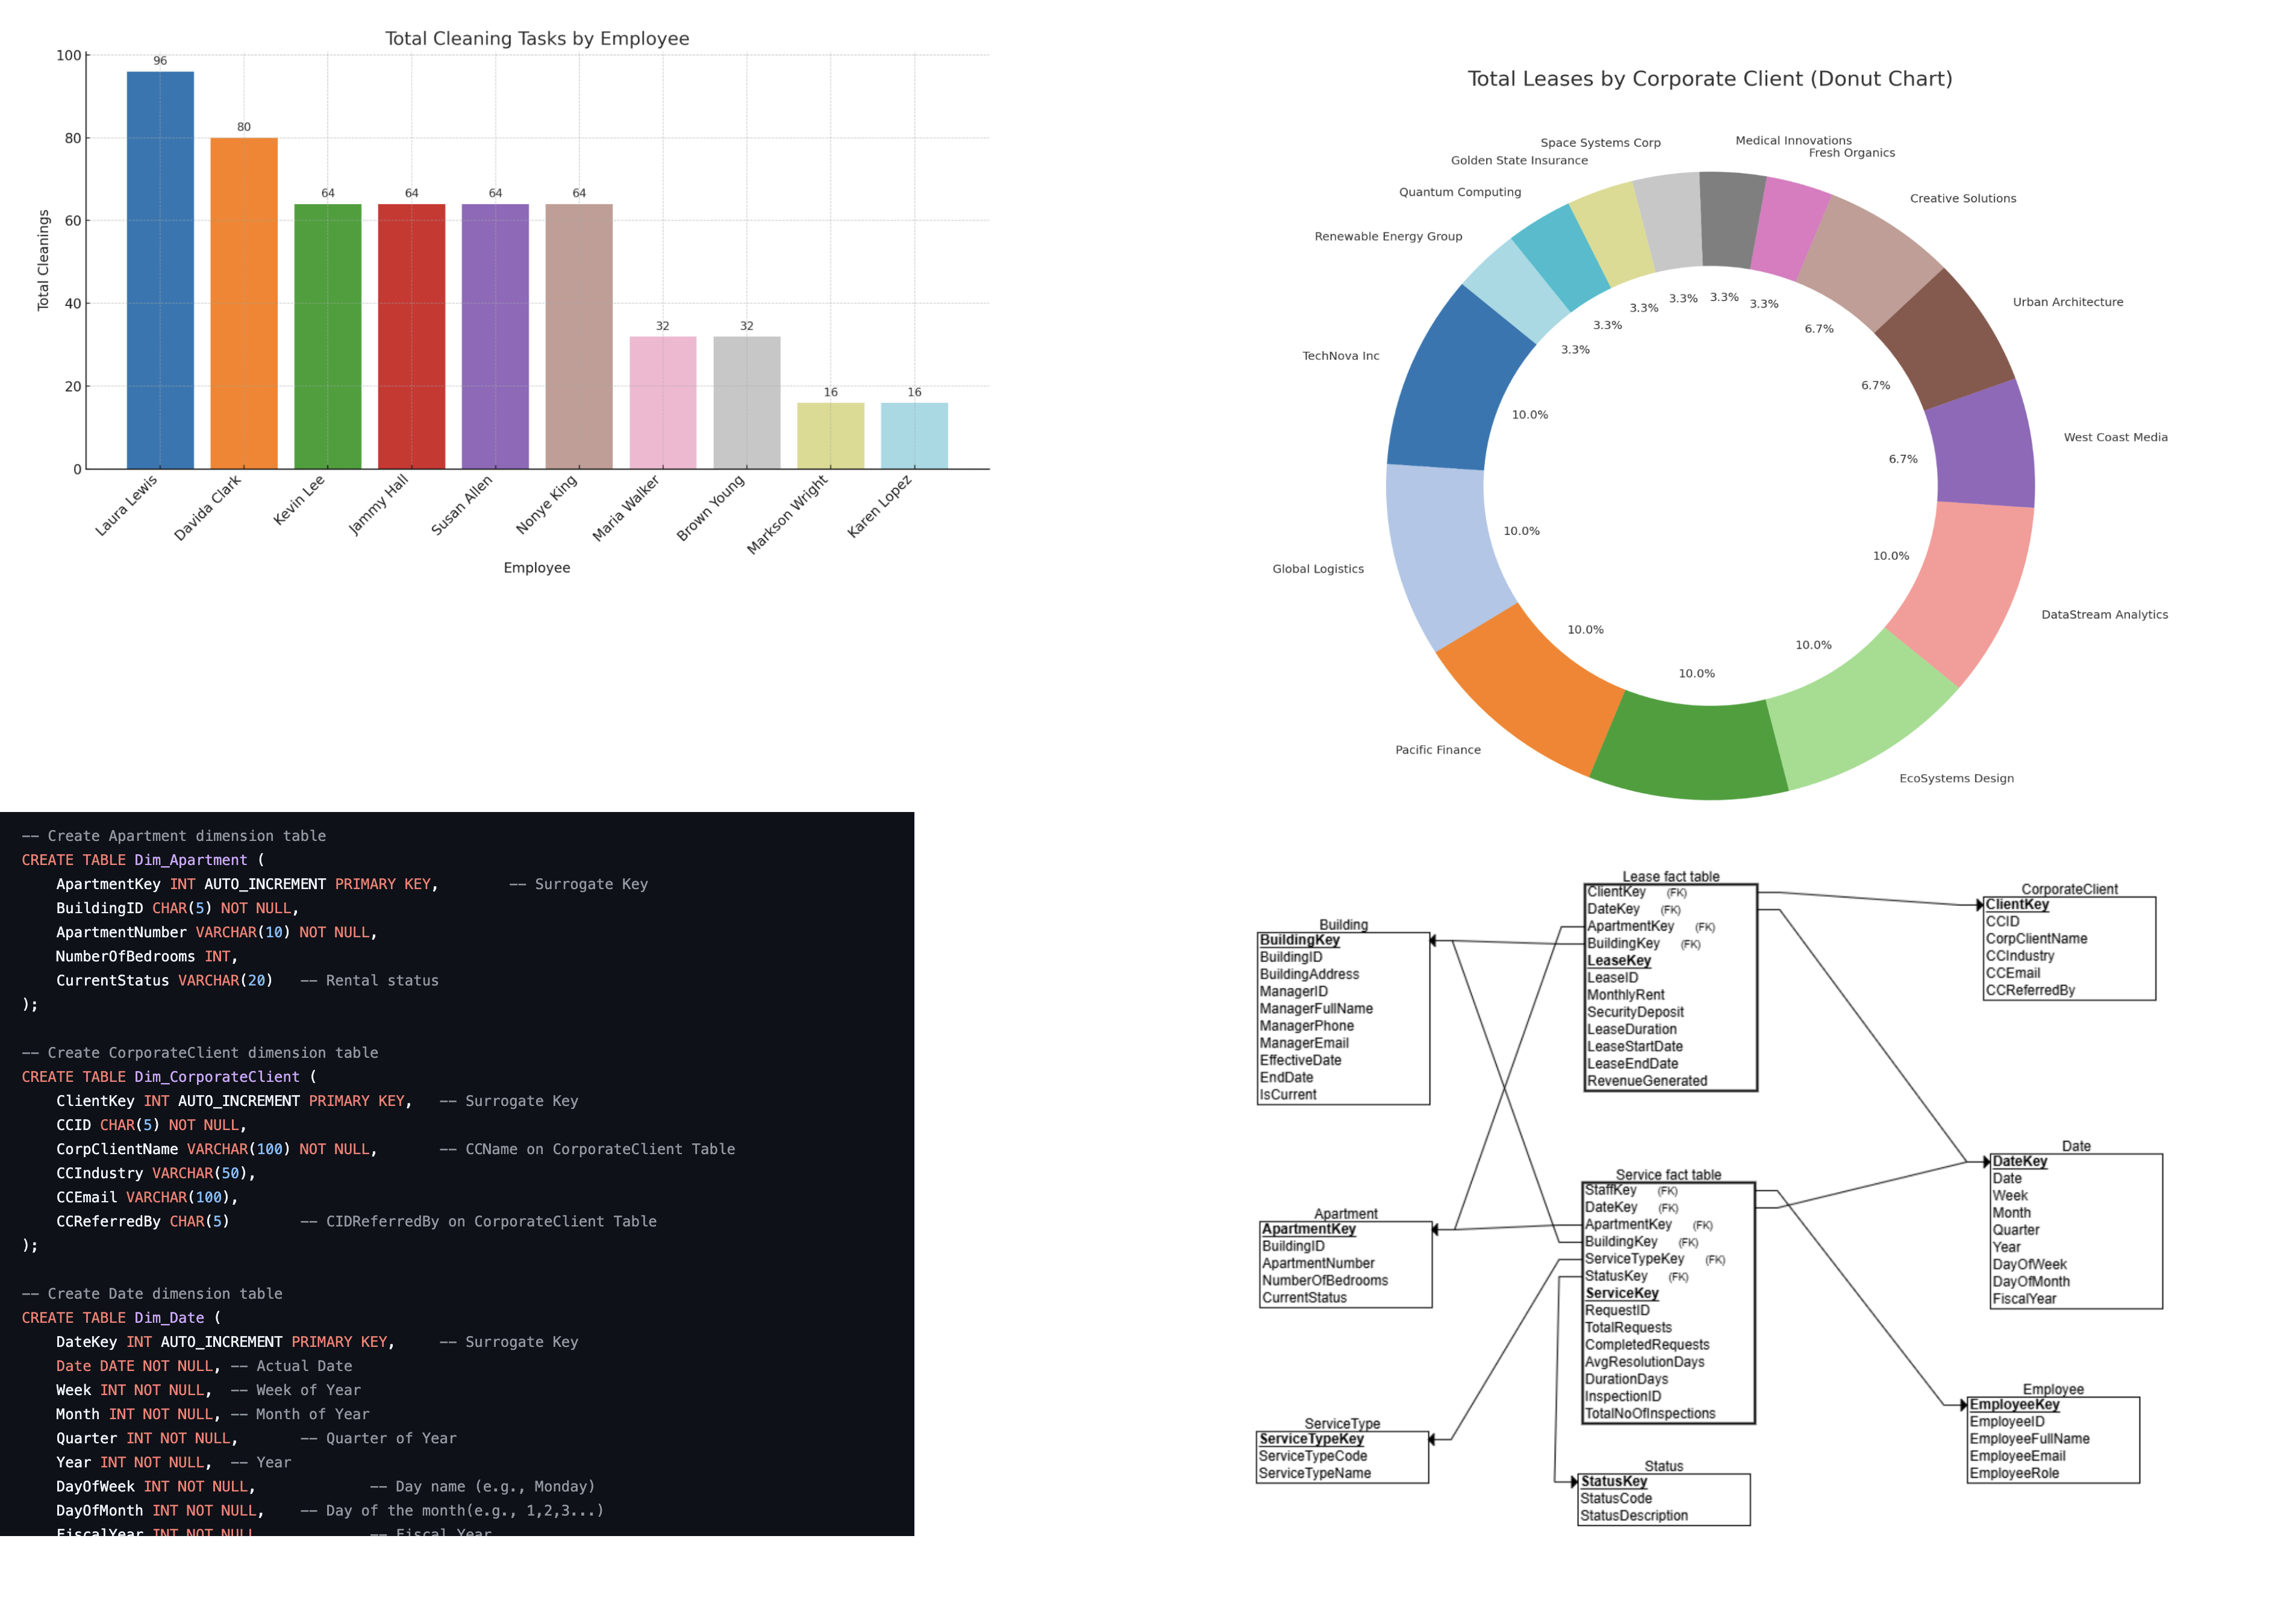 Total Cleaning Tasks by Employee
100
80
60
40
20
0
Total Cleanings
96
80
64
64
64
64
32
32
16
16
Laura Lewis
Davida Clark
Kevin Lee
Jammy Hall
Susan Allen
Nonye King
Maria Walker
Brown Young
Markson Wright
Karen Lopez
Employee
Total Leases by Corporate Client (Donut Chart)
Space Systems Corp
Medical Innovations
Golden State Insurance
Fresh Organics
Quantum Computing
Creative Solutions
Renewable Energy Group
Urban Architecture
TechNova Inc
West Coast Media
Global Logistics
DataStream Analytics
Pacific Finance
EcoSystems Design
3.3%
3.3%
3.3%
3.3%
3.3%
3.3%
6.7%
6.7%
6.7%
10.0%
10.0%
10.0%
10.0%
10.0%
10.0%
-- Create Apartment dimension table
CREATE TABLE Dim_Apartment (
ApartmentKey INT AUTO_INCREMENT PRIMARY KEY, -- Surrogate Key
BuildingID CHAR(5) NOT NULL,
ApartmentNumber VARCHAR(10) NOT NULL,
NumberOfBedrooms INT,
CurrentStatus VARCHAR(20) -- Rental status
);
-- Create CorporateClient dimension table
CREATE TABLE Dim_CorporateClient (
ClientKey INT AUTO_INCREMENT PRIMARY KEY, -- Surrogate Key
CCID CHAR(5) NOT NULL,
CorpClientName VARCHAR(100) NOT NULL, -- CCName on CorporateClient Table
CCIndustry VARCHAR(50),
CCEmail VARCHAR(100),
CCReferredBy CHAR(5) -- CIDReferredBy on CorporateClient Table
);
-- Create Date dimension table
CREATE TABLE Dim_Date (
DateKey INT AUTO_INCREMENT PRIMARY KEY, -- Surrogate Key
Date DATE NOT NULL, -- Actual Date
Week INT NOT NULL, -- Week of Year
Month INT NOT NULL, -- Month of Year
Quarter INT NOT NULL, -- Quarter of Year
Year INT NOT NULL, -- Year
DayOfWeek INT NOT NULL, -- Day name (e.g., Monday)
DayOfMonth INT NOT NULL, -- Day of the month(e.g., 1,2,3...)
FiscalYear INT NOT NULL -- Fiscal Year
Lease fact table
ClientKey (FK)
DateKey (FK)
ApartmentKey (FK)
BuildingKey (FK)
LeaseKey
LeaseID
MonthlyRent
SecurityDeposit
LeaseDuration
LeaseStartDate
LeaseEndDate
RevenueGenerated
CorporateClient
ClientKey
CCID
CorpClientName
CCIndustry
CCEmail
CCReferredBy
Building
BuildingKey
BuildingID
BuildingAddress
ManagerID
ManagerFullName
ManagerPhone
ManagerEmail
EffectiveDate
EndDate
IsCurrent
Date
DateKey
Date
Week
Month
Quarter
Year
DayOfWeek
DayOfMonth
FiscalYear
Service fact table
StaffKey (FK)
DateKey (FK)
ApartmentKey (FK)
BuildingKey (FK)
ServiceTypeKey (FK)
StatusKey (FK)
ServiceKey
RequestID
TotalRequests
CompletedRequests
AvgResolutionDays
DurationDays
InspectionID
TotalNoOfInspections
Apartment
ApartmentKey
BuildingID
ApartmentNumber
NumberOfBedrooms
CurrentStatus
Employee
EmployeeKey
EmployeeID
EmployeeFullName
EmployeeEmail
EmployeeRole
ServiceType
ServiceTypeKey
ServiceTypeCode
ServiceTypeName
Status
StatusKey
StatusCode
StatusDescription